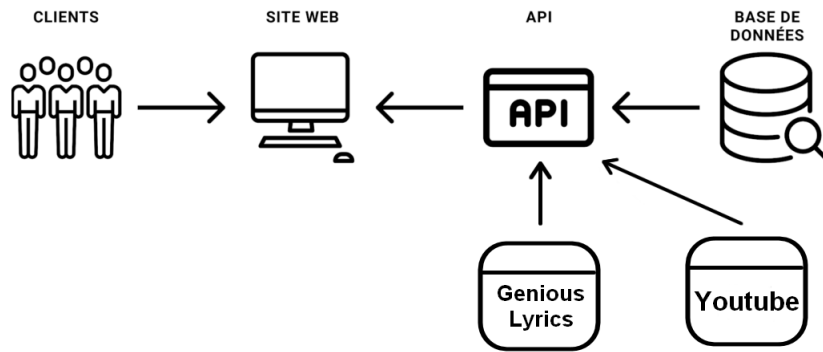 CLIENTS
SITE WEB
API
BASE DE
DONNÉES
API
Genious
Lyrics
Youtube